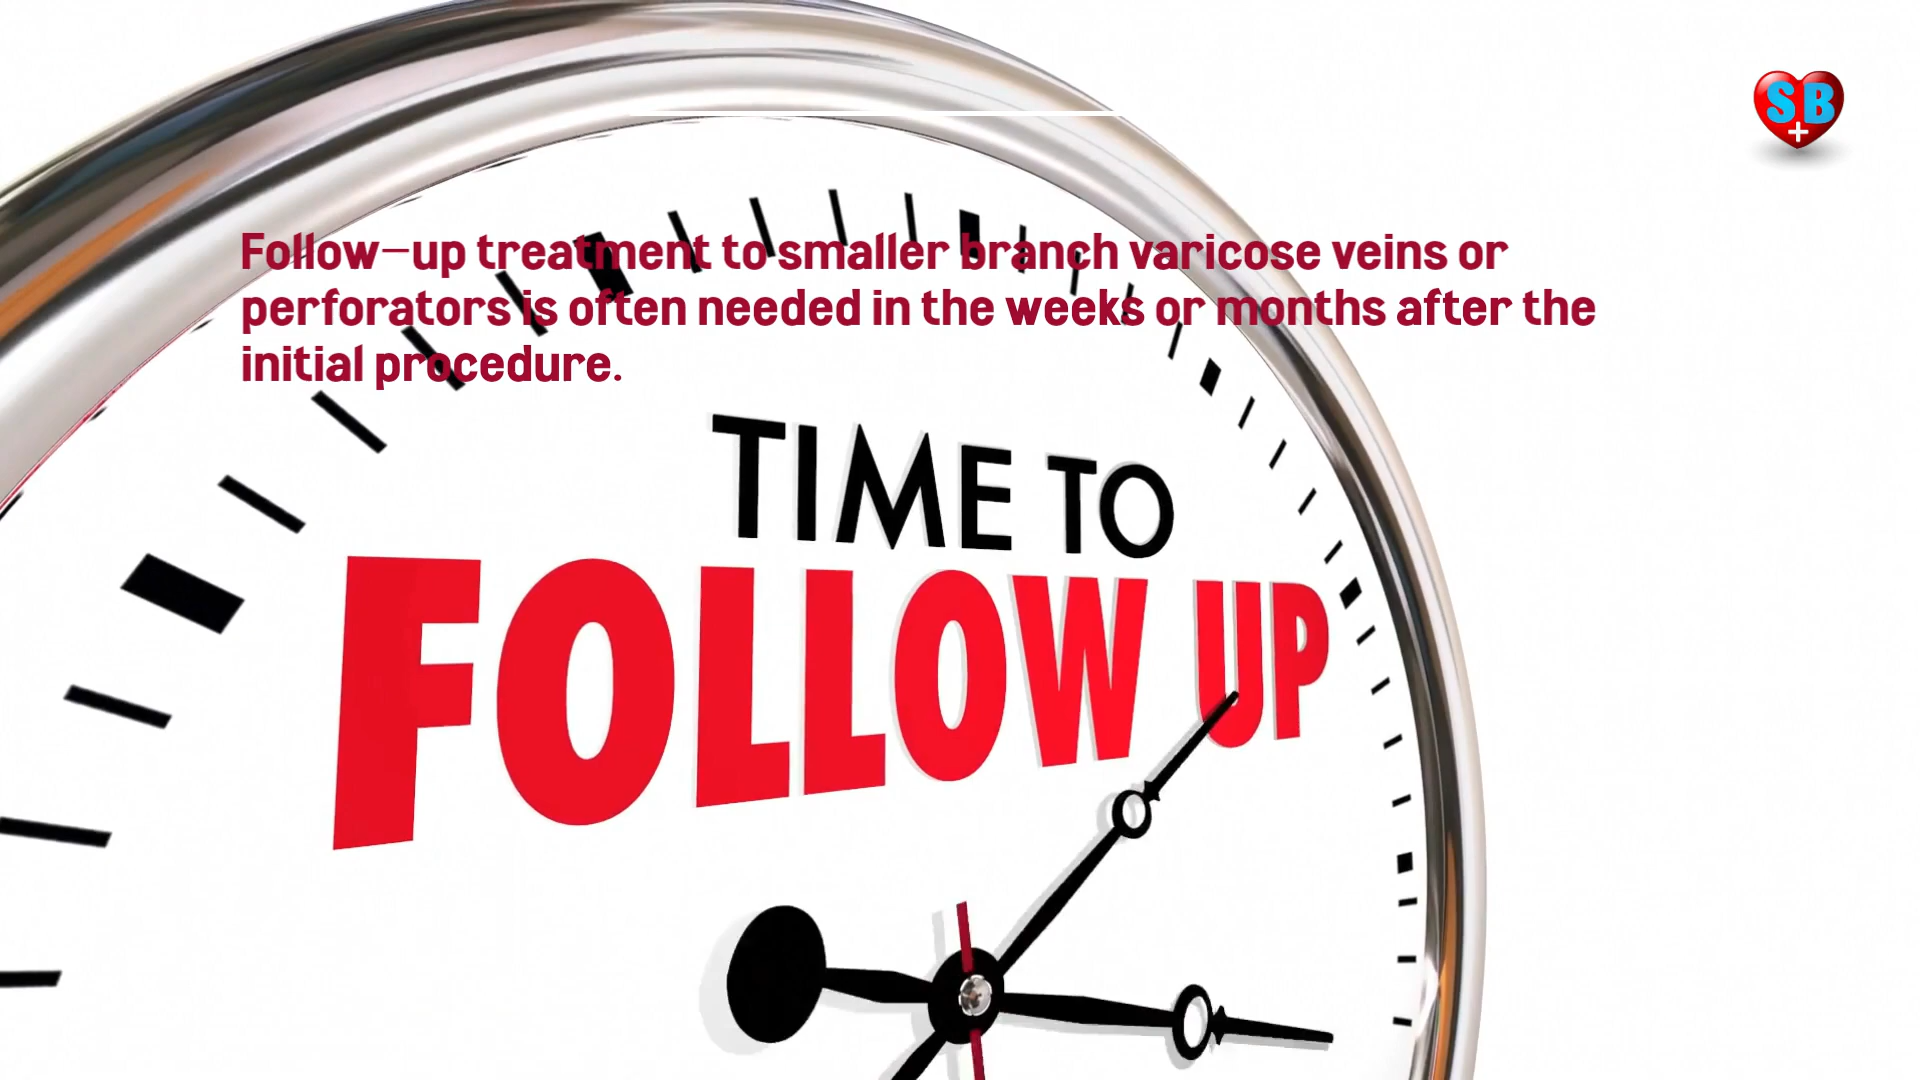 SB
Follow-up treatment to smaller branch varicose veins or
perforators is often needed in the weeks or months after the
initial procedure.
TIME TO
FOLLOW UP